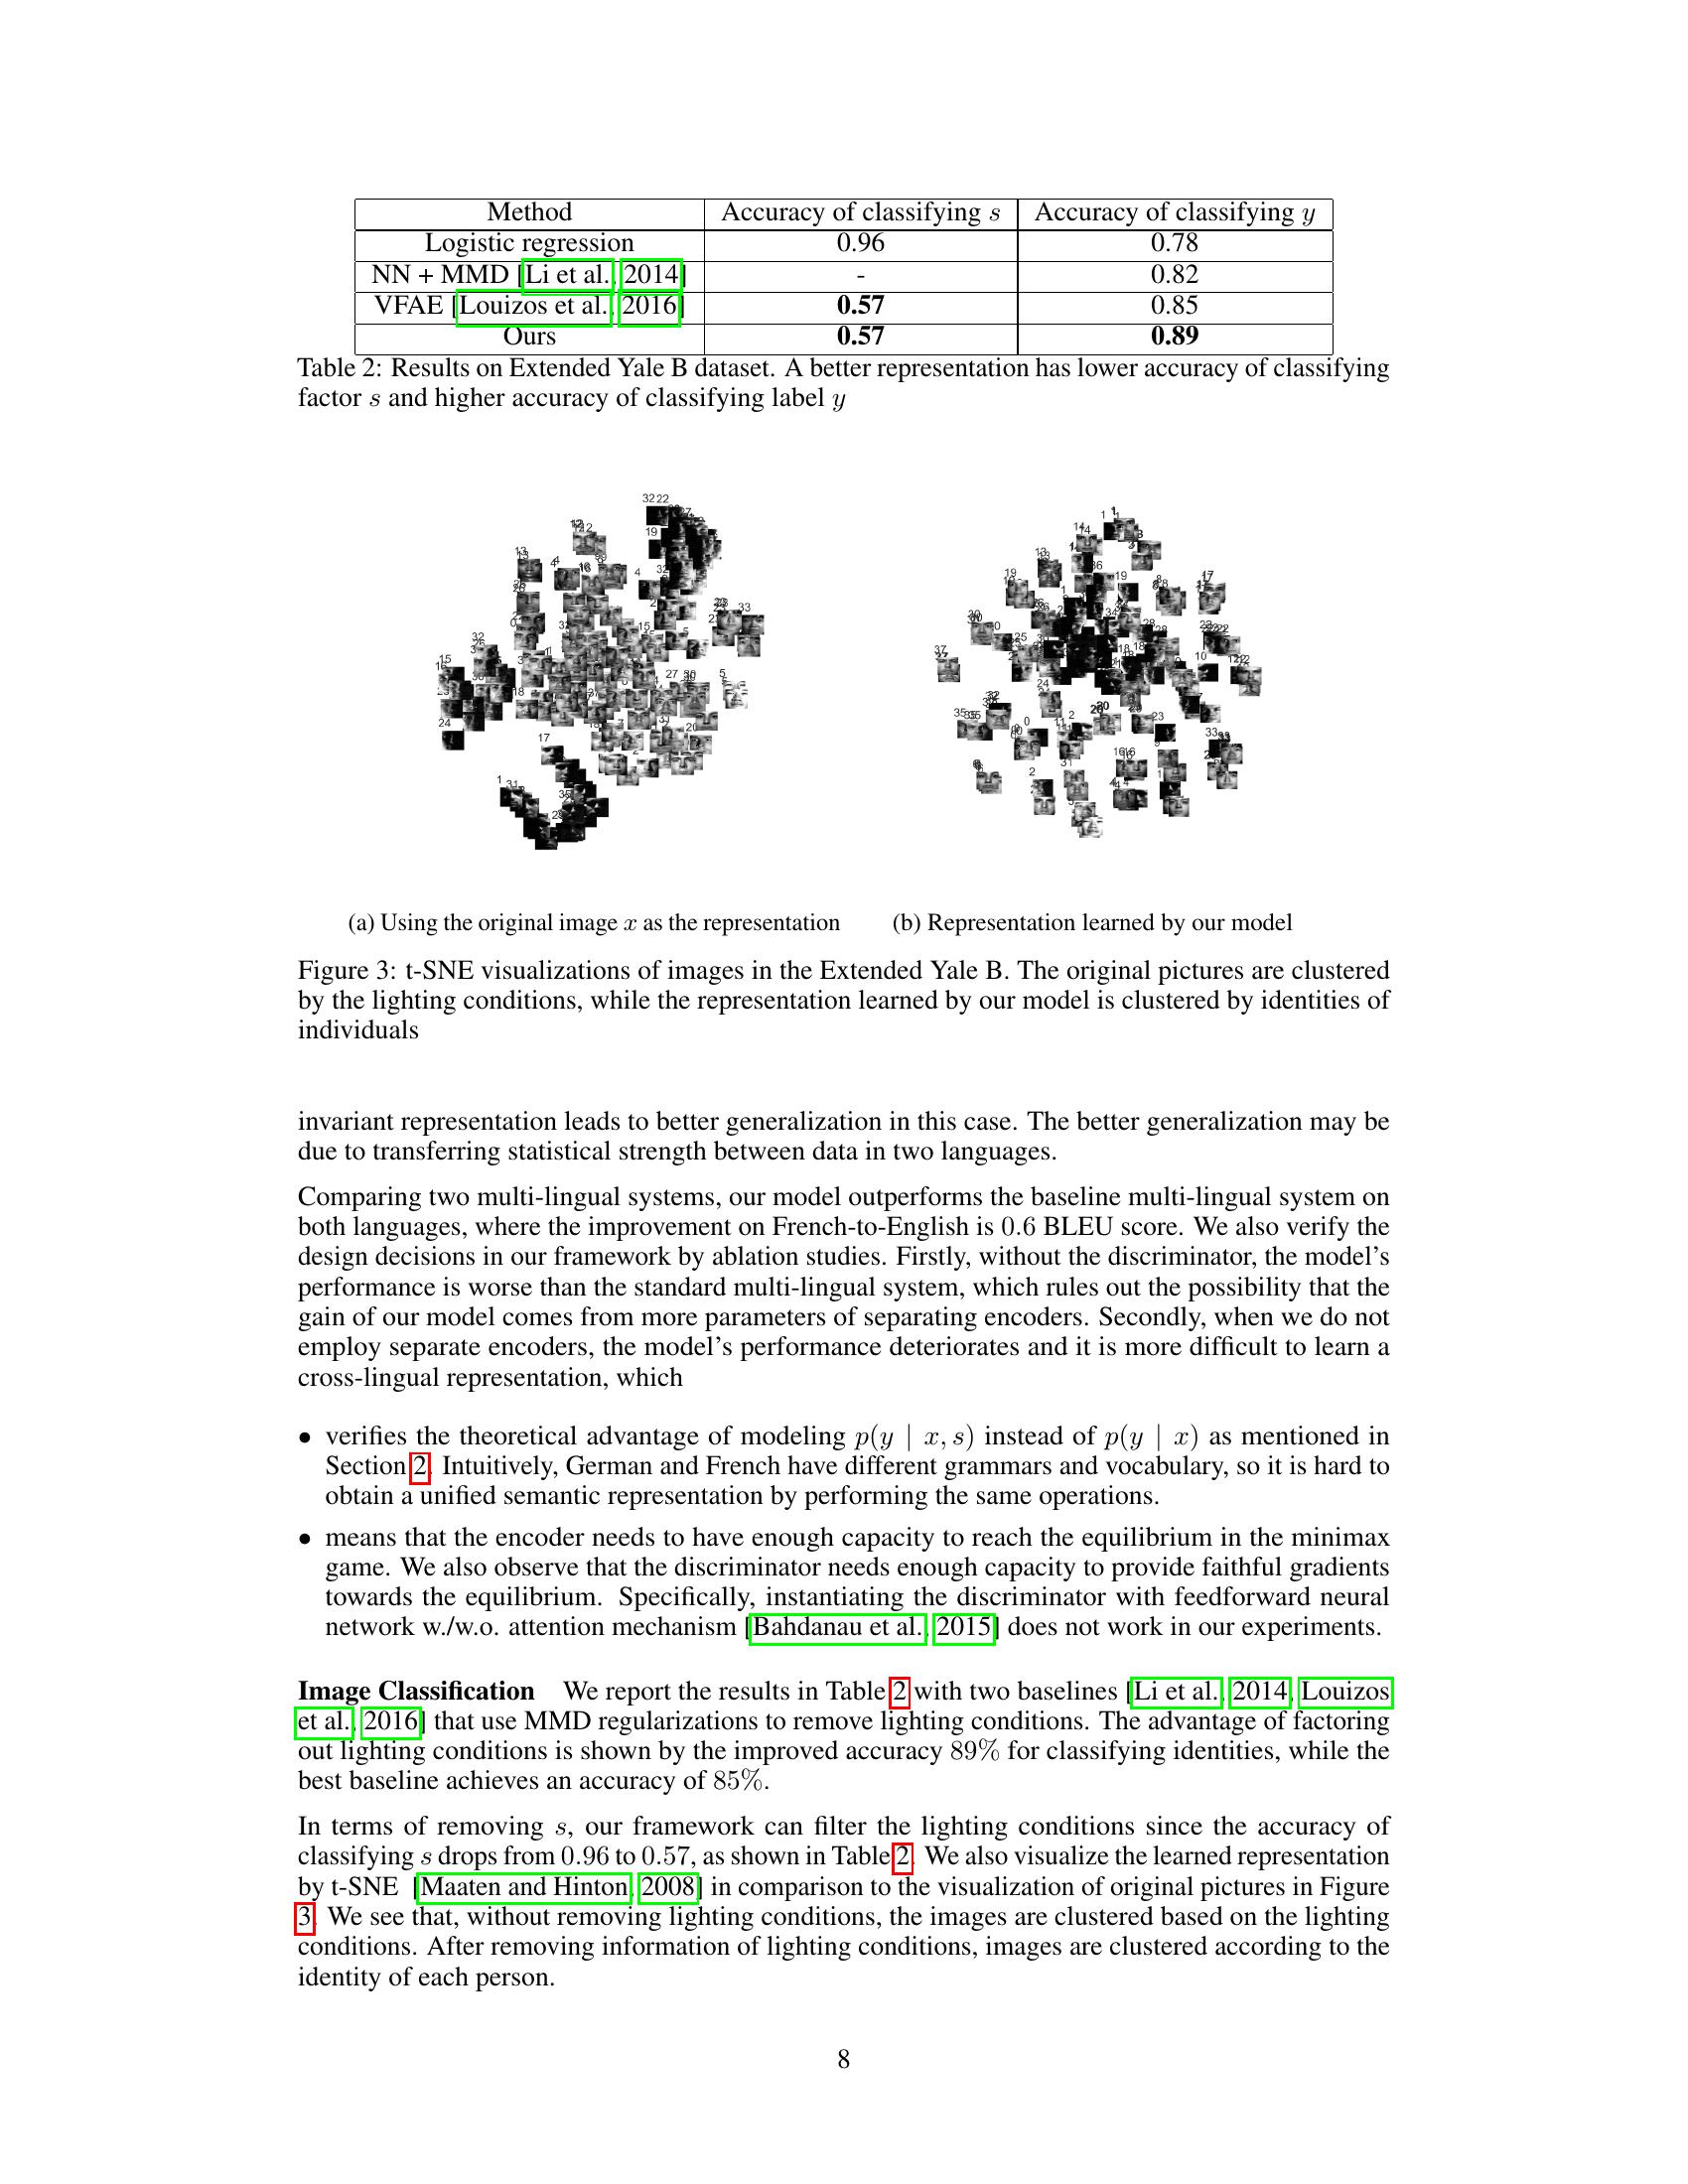 Method Accuracy of classifying s Accuracy of classifying y
Logistic regression 0.96 0.78
NN + MMD [Li et al., 2014] - 0.82
VFAE [Louizos et al., 2016] 0.57 0.85
Ours 0.57 0.89
Table 2: Results on Extended Yale B dataset. A better representation has lower accuracy of classifying
factor s and higher accuracy of classifying label y
(a) Using the original image x as the representation
(b) Representation learned by our model
Figure 3: t-SNE visualizations of images in the Extended Yale B. The original pictures are clustered
by the lighting conditions, while the representation learned by our model is clustered by identities of
individuals
invariant representation leads to better generalization in this case. The better generalization may be
due to transferring statistical strength between data in two languages.
Comparing two multi-lingual systems, our model outperforms the baseline multi-lingual system on
both languages, where the improvement on French-to-English is 0.6 BLEU score. We also verify the
design decisions in our framework by ablation studies. Firstly, without the discriminator, the model's
performance is worse than the standard multi-lingual system, which rules out the possibility that the
gain of our model comes from more parameters of separating encoders. Secondly, when we do not
employ separate encoders, the model's performance deteriorates and it is more difficult to learn a
cross-lingual representation, which
• verifies the theoretical advantage of modeling p(y | x, s) instead of p(y | x) as mentioned in
Section 2. Intuitively, German and French have different grammars and vocabulary, so it is hard to
obtain a unified semantic representation by performing the same operations.
• means that the encoder needs to have enough capacity to reach the equilibrium in the minimax
game. We also observe that the discriminator needs enough capacity to provide faithful gradients
towards the equilibrium. Specifically, instantiating the discriminator with feedforward neural
network w./w.o. attention mechanism [Bahdanau et al., 2015] does not work in our experiments.
Image Classification We report the results in Table 2 with two baselines [Li et al., 2014, Louizos
et al., 2016] that use MMD regularizations to remove lighting conditions. The advantage of factoring
out lighting conditions is shown by the improved accuracy 89% for classifying identities, while the
best baseline achieves an accuracy of 85%.
In terms of removing s, our framework can filter the lighting conditions since the accuracy of
classifying s drops from 0.96 to 0.57, as shown in Table 2. We also visualize the learned representation
by t-SNE [Maaten and Hinton, 2008] in comparison to the visualization of original pictures in Figure
3. We see that, without removing lighting conditions, the images are clustered based on the lighting
conditions. After removing information of lighting conditions, images are clustered according to the
identity of each person.
8